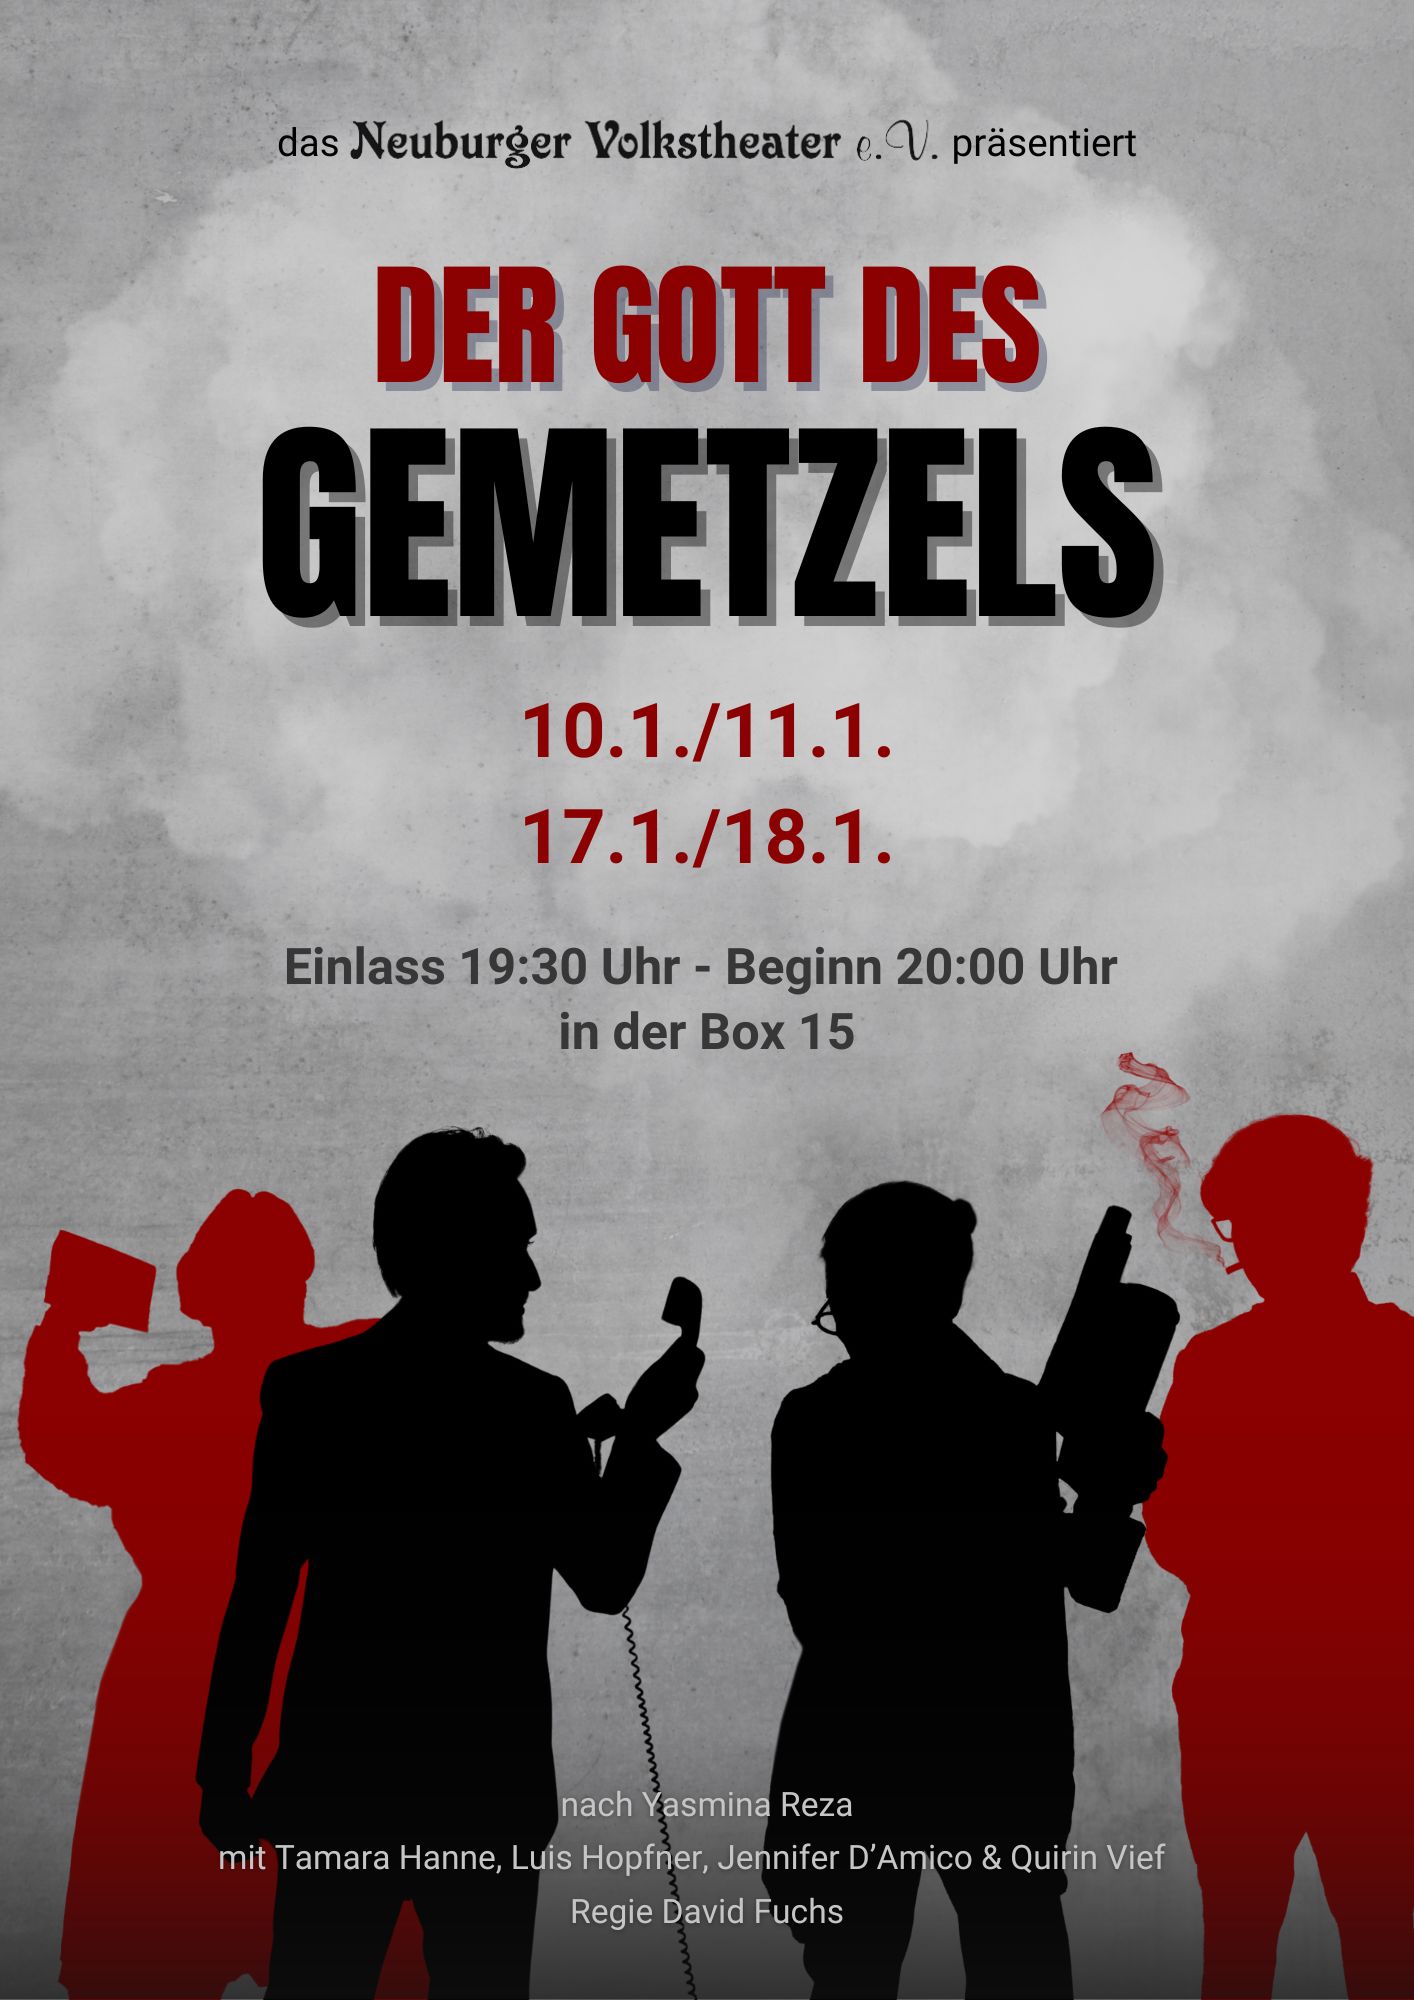 das Neuburger Volkstheater e.V. präsentiert
DER GOTT DES
GEMETZELS
10.1./11.1.
17.1./18.1.
Einlass 19:30 Uhr - Beginn 20:00 Uhr
in der Box 15
nach Yasmina Reza
mit Tamara Hanne, Luis Hopfner, Jennifer D’Amico & Quirin Vief
Regie David Fuchs